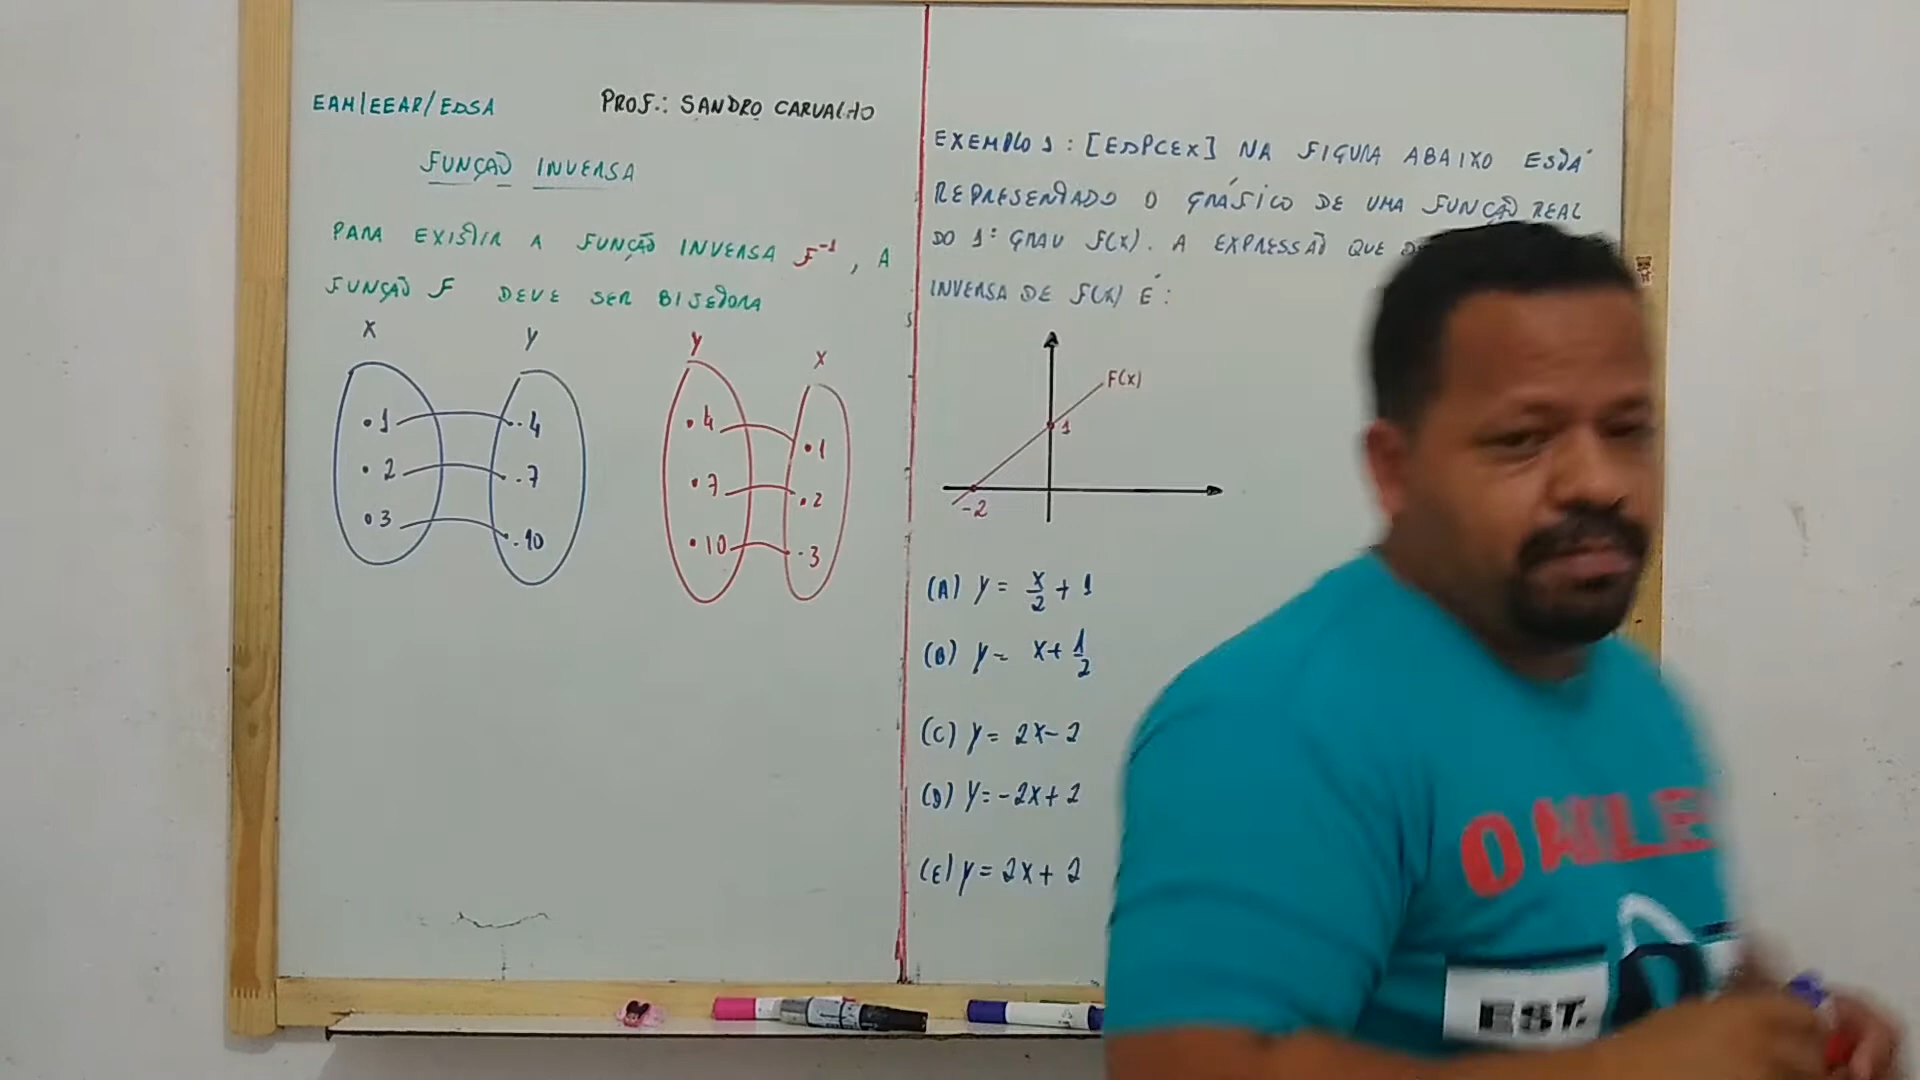 EAM/EEAR/ESSA
PROF.: SANDRO CARVALHO
FUNÇÃO INVERSA
PARA EXISTIR A FUNÇÃO INVERSA F⁻¹, A
FUNÇÃO F DEVE SER BIJETORA
X
Y
•1
•2
•3
•4
•7
•10
Y
X
•4
•7
•10
•1
•2
•3
EXEMPLO 1: [ESPCEX] NA FIGURA ABAIXO ESTÁ
REPRESENTADO O GRÁFICO DE UMA FUNÇÃO REAL
DO 1º GRAU F(X). A EXPRESSÃO QUE
INVERSA DE F(X) É:
F(X)
1
-2
(A) Y = X/2 + 1
(B) Y = X + 1/2
(C) Y = 2X - 2
(D) Y = -2X + 2
(E) Y = 2X + 2
EST.